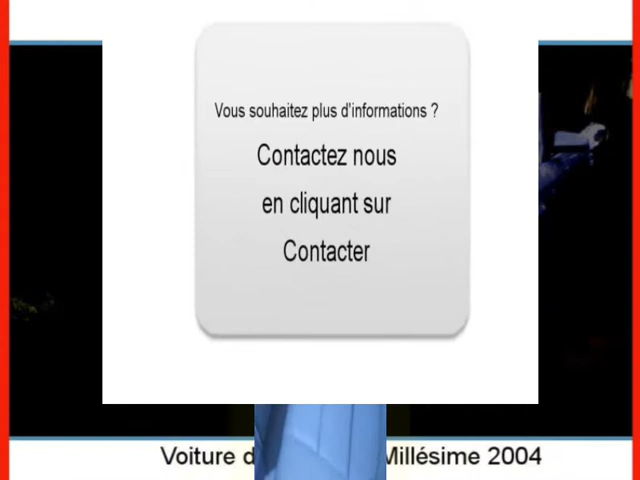 Vous souhaitez plus d'informations ?
Contactez nous
en cliquant sur
Contacter
Voiture d Millésime 2004